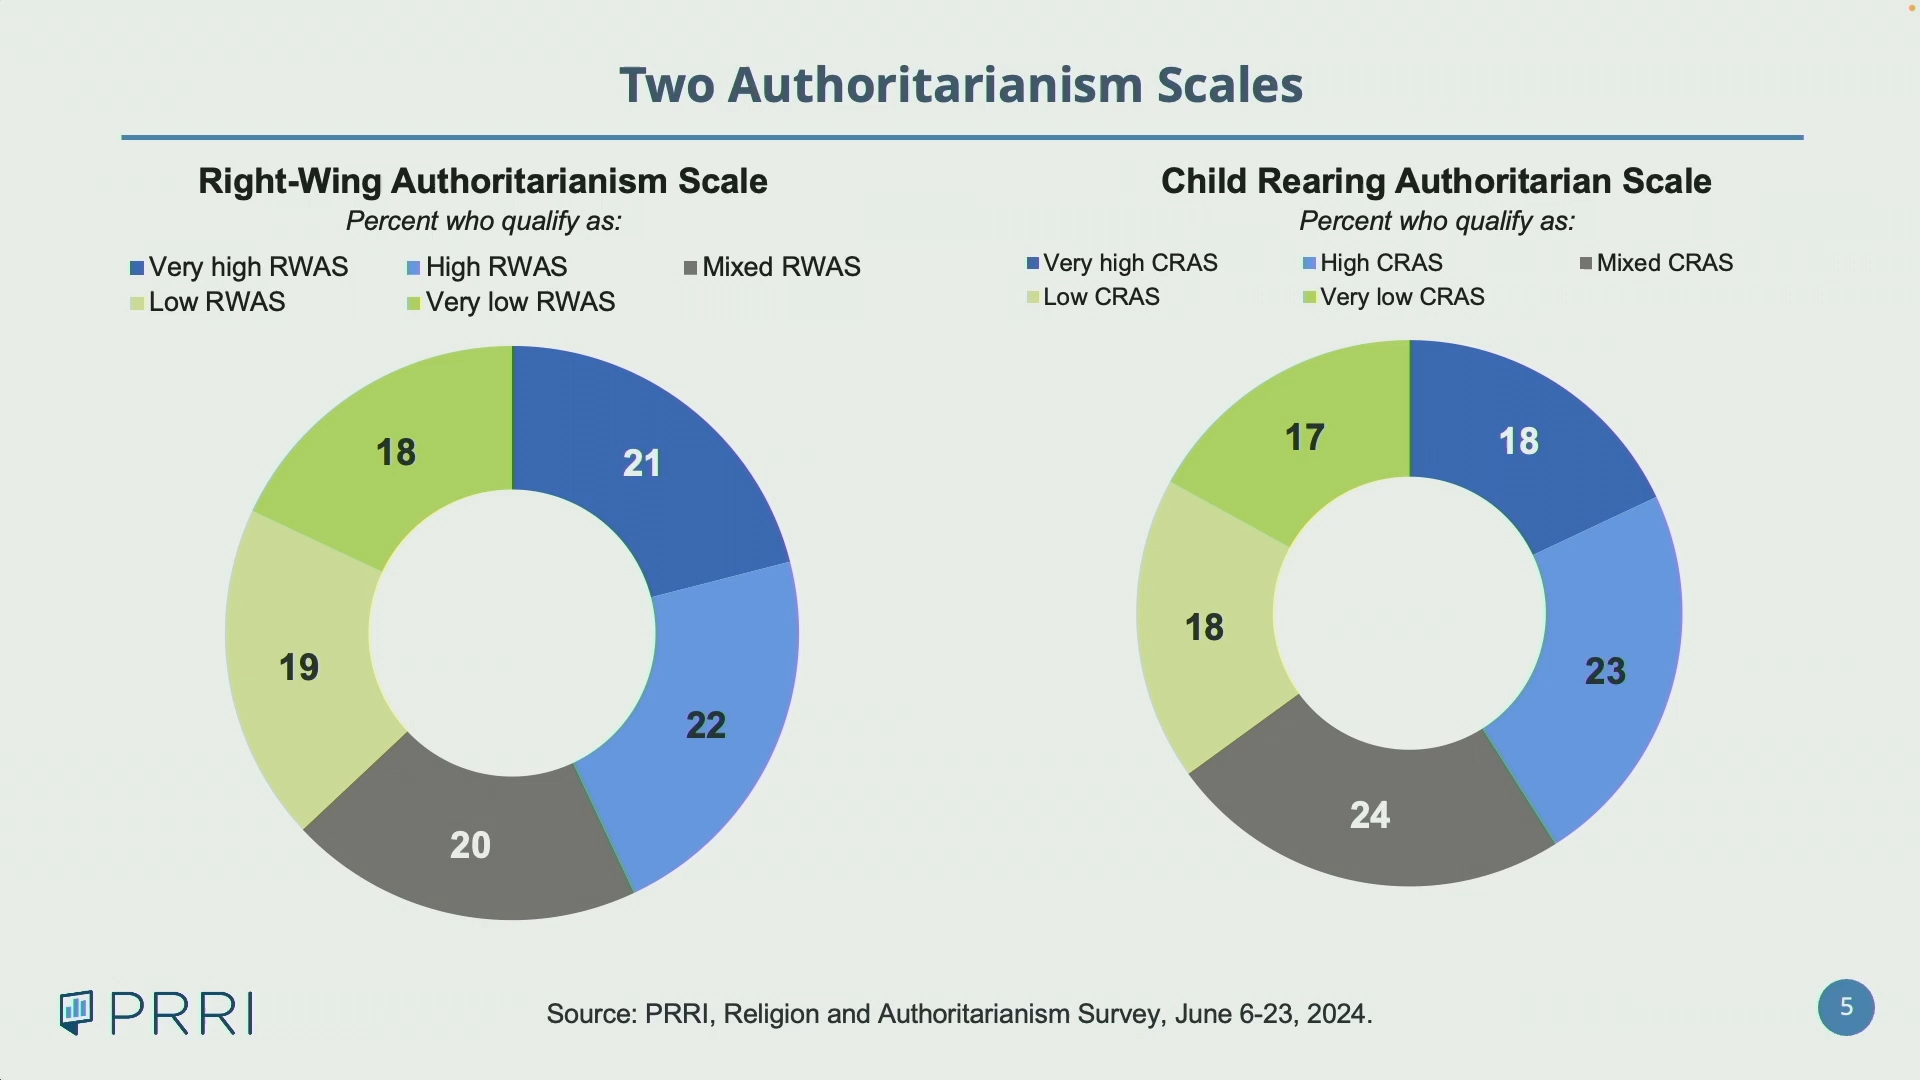 Two Authoritarianism Scales
Right-Wing Authoritarianism Scale
Percent who qualify as:
Very high RWAS
High RWAS
Mixed RWAS
Low RWAS
Very low RWAS
18
21
19
22
20
Child Rearing Authoritarian Scale
Percent who qualify as:
Very high CRAS
High CRAS
Mixed CRAS
Low CRAS
Very low CRAS
17
18
18
23
24
PRRI
Source: PRRI, Religion and Authoritarianism Survey, June 6-23, 2024.
5